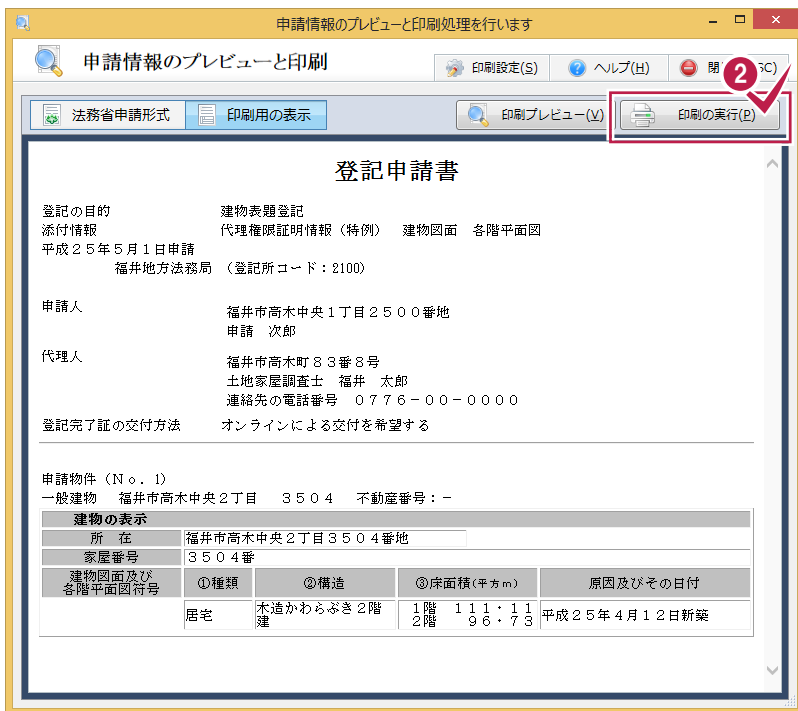 申請情報のプレビューと印刷処理を行います
申請情報のプレビューと印刷
印刷設定(S)
ヘルプ(H)
閉
SC)
2
法務省申請形式
印刷用の表示
印刷プレビュー(V)
印刷の実行(P)
登記申請書
登記の目的 建物表題登記
添付情報 代理権限証明情報（特例） 建物図面 各階平面図
平成２５年５月１日申請
福井地方法務局 （登記所コード：2100）
申請人 福井市高木中央１丁目２５００番地
申請 次郎
代理人 福井市高木町８３番８号
土地家屋調査士 福井 太郎
連絡先の電話番号 ０７７６－００－００００
登記完了証の交付方法 オンラインによる交付を希望する
申請物件（Ｎｏ．１）
一般建物 福井市高木中央２丁目 ３５０４ 不動産番号：－
建物の表示
所 在 福井市高木中央２丁目３５０４番地
家屋番号 ３５０４番
建物図面及び
各階平面図符号
①種類 ②構造 ③床面積(平方ｍ) 原因及びその日付
居宅 木造かわらぶき２階
建
１階 １１１・１１
２階 ９６・７３
平成２５年４月１２日新築